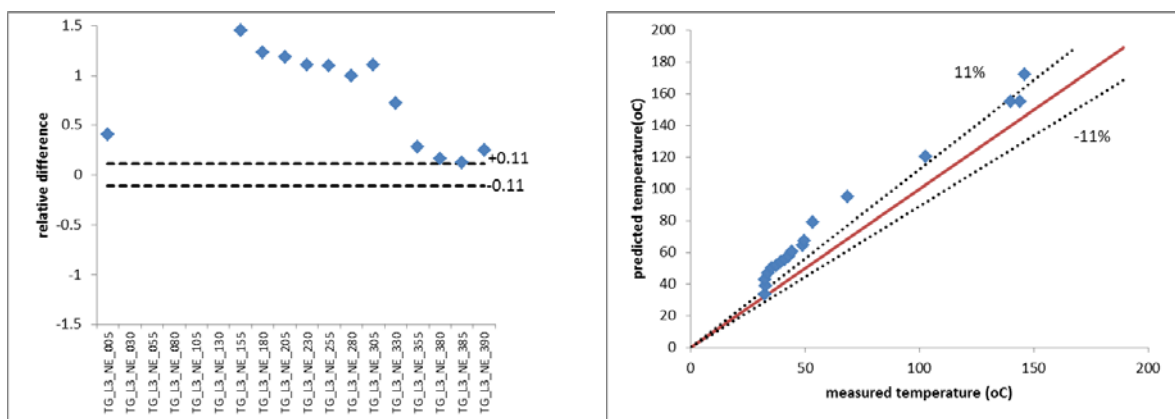 relative difference
1.5
1
0.5
0
-0.5
1
-1.5
+0.11
-0.11
TG_L3_NE_005
TG_L3_NE_030
TG_L3_NE_055
TG_L3_NE_080
TG_L3_NE_105
TG_L3_NE_130
TG_L3_NE_155
TG_L3_NE_180
TG_L3_NE_205
TG_L3_NE_230
TG_L3_NE_255
TG_L3_NE_280
TG_L3_NE_305
TG_L3_NE_330
TG_L3_NE_355
TG_L3_NE_380
TG_L3_NE_385
TG_L3_NE_390
predicted temperature(oC)
200
180
160
140
120
100
80
60
40
20
0
11%
-11%
0
50
100
150
200
measured temperature (oC)